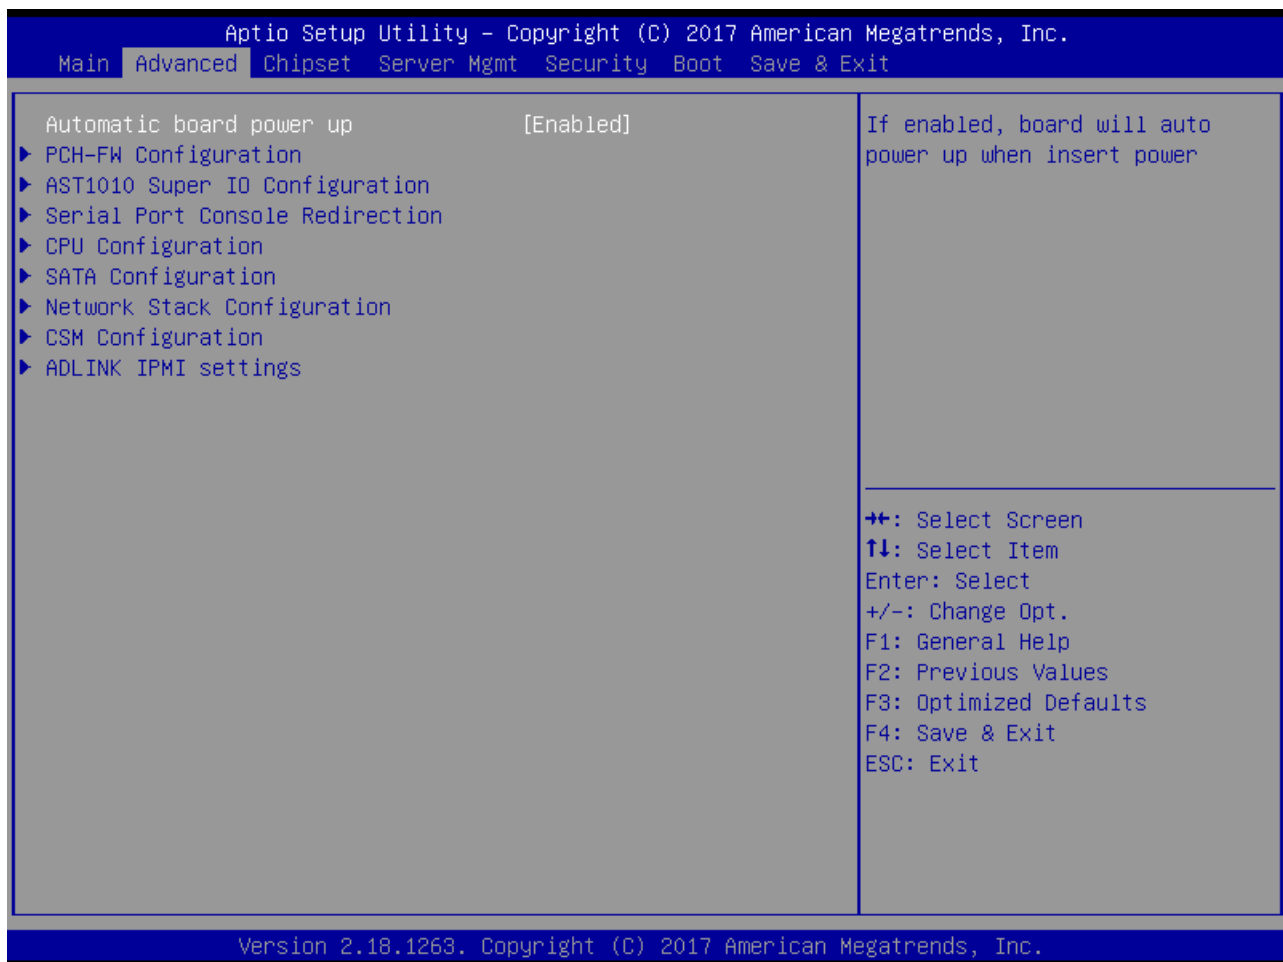 Aptio Setup Utility – Copyright (C) 2017 American Megatrends, Inc.
Main Advanced Chipset Server Mgmt Security Boot Save & Exit
Automatic board power up [Enabled]
▶ PCH-FW Configuration
▶ AST1010 Super IO Configuration
▶ Serial Port Console Redirection
▶ CPU Configuration
▶ SATA Configuration
▶ Network Stack Configuration
▶ CSM Configuration
▶ ADLINK IPMI settings
If enabled, board will auto
power up when insert power
→←: Select Screen
↑↓: Select Item
Enter: Select
+/-: Change Opt.
F1: General Help
F2: Previous Values
F3: Optimized Defaults
F4: Save & Exit
ESC: Exit
Version 2.18.1263. Copyright (C) 2017 American Megatrends, Inc.